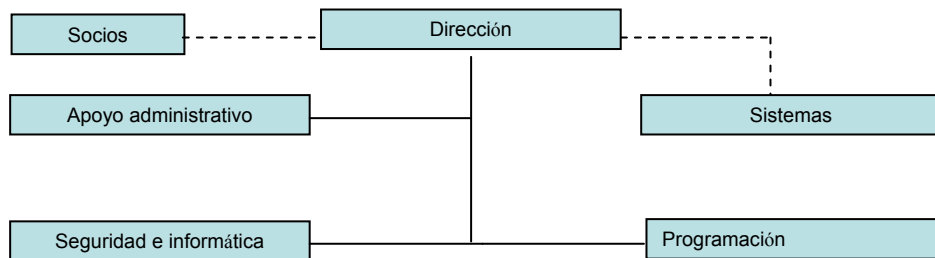 Socios
Dirección
Apoyo administrativo
Sistemas
Seguridad e informática
Programación